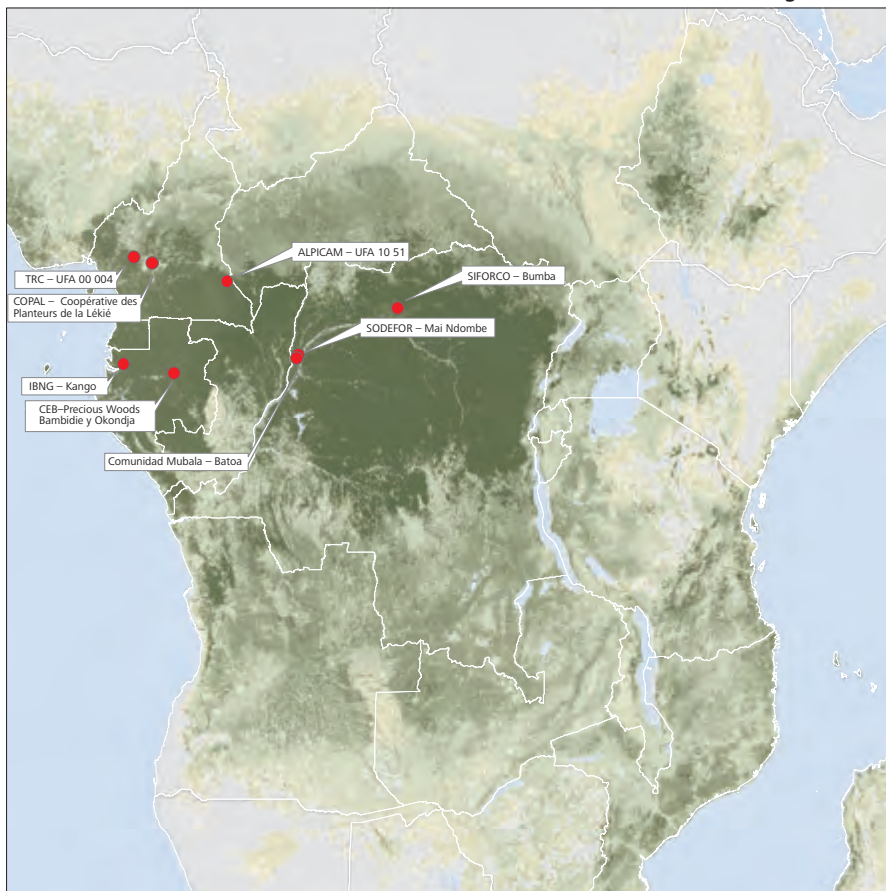 ALPICAM – UFA 10 51
TRC – UFA 00 004
SIFORCO – Bumba
COPAL – Coopérative des
Planteurs de la Lékié
SODEFOR – Mai Ndombe
IBNG – Kango
CEB–Precious Woods
Bambidie y Okondja
Comunidad Mubala – Batoa